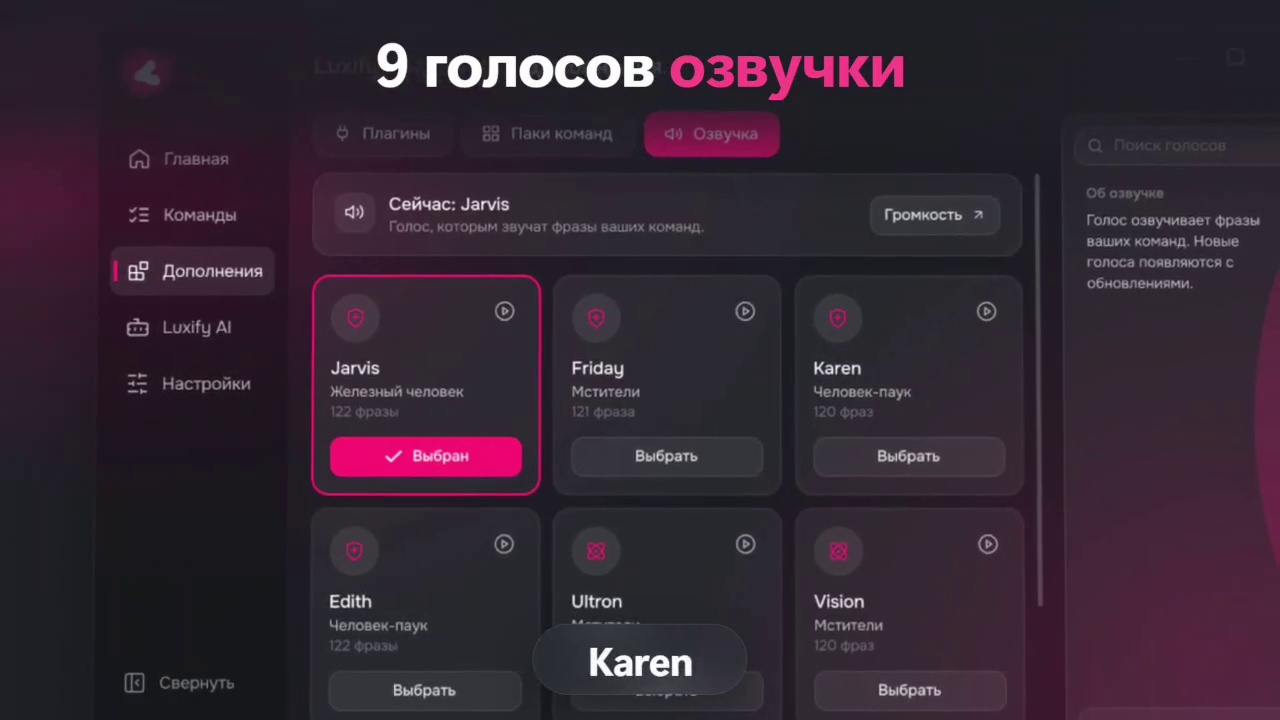 9 голосов озвучки
Плагины
Паки команд
Озвучка
Главная
Команды
Дополнения
Luxify AI
Настройки
Свернуть
Сейчас: Jarvis
Голос, которым звучат фразы ваших команд.
Громкость
Jarvis
Железный человек
122 фразы
Выбран
Friday
Мстители
121 фраза
Выбрать
Karen
Человек-паук
120 фраз
Выбрать
Edith
Человек-паук
122 фразы
Выбрать
Ultron
Vision
Мстители
120 фраз
Выбрать
Karen
Поиск голосов
Об озвучке
Голос озвучивает фразы
ваших команд. Новые
голоса появляются с
обновлениями.